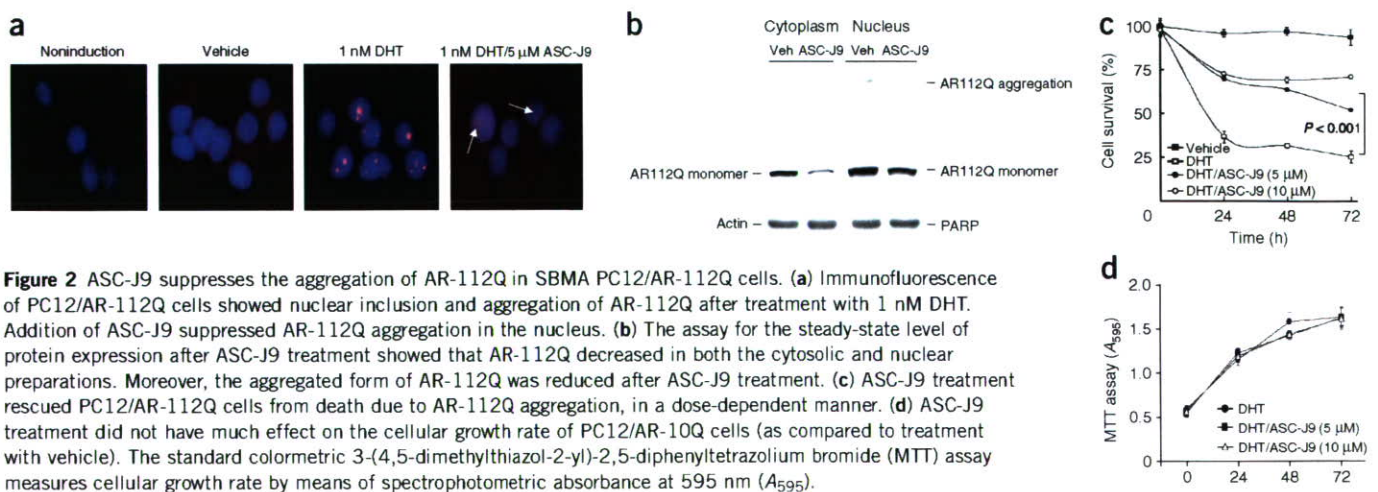 a
Noninduction Vehicle 1 nM DHT 1 nM DHT/5 µM ASC-J9
b
Cytoplasm Nucleus
Veh ASC-J9 Veh ASC-J9
– AR112Q aggregation
AR112Q monomer – – AR112Q monomer
Actin – – PARP
c
Cell survival (%)
100
75
50
25
0 24 48 72
Time (h)
P < 0.001
Vehicle
DHT
DHT/ASC-J9 (5 µM)
DHT/ASC-J9 (10 µM)
d
MTT assay (A595)
2.0
1.5
1.0
0.5
0
0 24 48 72
DHT
DHT/ASC-J9 (5 µM)
DHT/ASC-J9 (10 µM)
Figure 2 ASC-J9 suppresses the aggregation of AR-112Q in SBMA PC12/AR-112Q cells. (a) Immunofluorescence
of PC12/AR-112Q cells showed nuclear inclusion and aggregation of AR-112Q after treatment with 1 nM DHT.
Addition of ASC-J9 suppressed AR-112Q aggregation in the nucleus. (b) The assay for the steady-state level of
protein expression after ASC-J9 treatment showed that AR-112Q decreased in both the cytosolic and nuclear
preparations. Moreover, the aggregated form of AR-112Q was reduced after ASC-J9 treatment. (c) ASC-J9 treatment
rescued PC12/AR-112Q cells from death due to AR-112Q aggregation, in a dose-dependent manner. (d) ASC-J9
treatment did not have much effect on the cellular growth rate of PC12/AR-10Q cells (as compared to treatment
with vehicle). The standard colormetric 3-(4,5-dimethylthiazol-2-yl)-2,5-diphenyltetrazolium bromide (MTT) assay
measures cellular growth rate by means of spectrophotometric absorbance at 595 nm (A595).